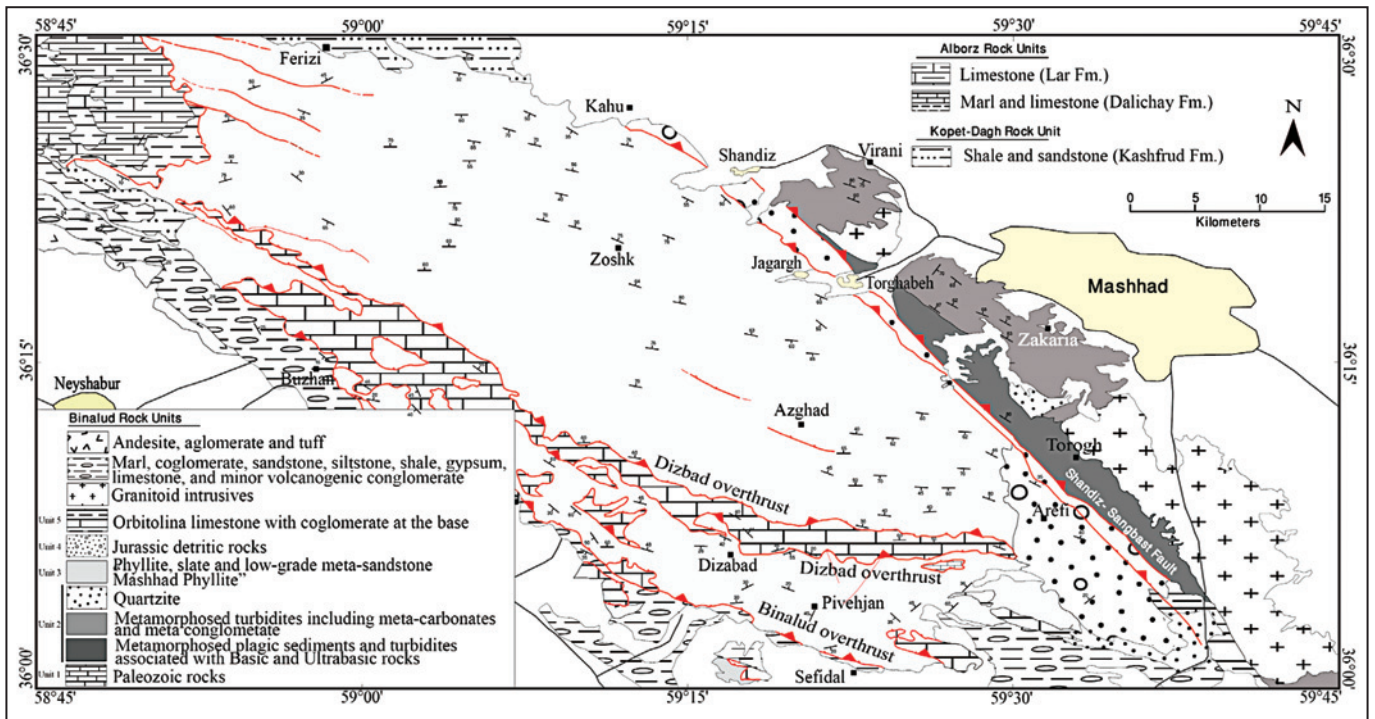 58°45' 59°00' 59°15' 59°30' 59°45'
36°30' 36°30'
Ferizi
Kahu
Shandiz
Virani
Alborz Rock Units
Limestone (Lar Fm.)
Marl and limestone (Dalichay Fm.)
Kopet-Dagh Rock Unit
Shale and sandstone (Kashfrud Fm.)
N
0 5 10 15
Kilometers
Zoshk
Jagargh
Torghabeh
Mashhad
Zakaria
36°15' 36°15'
Buzhan
Neyshabur
Azghad
Torogh
Dizbad overthrust
Shandiz- Sangbast Fault
Arefi
Dizabad
Dizbad overthrust
Pivehjan
Binalud overthrust
Sefidal
Binalud Rock Units
Andesite, aglomerate and tuff
Marl, coglomerate, sandstone, siltstone, shale, gypsum,
limestone, and minor volcanogenic conglomerate
Granitoid intrusives
Unit 5 Orbitolina limestone with coglomerate at the base
Unit 4 Jurassic detritic rocks
Unit 3 Phyllite, slate and low-grade meta-sandstone
Mashhad Phyllite”
Quartzite
Unit 2 Metamorphosed turbidites including meta-carbonates
and meta conglometate
Metamorphosed plagic sediments and turbidites
associated with Basic and Ultrabasic rocks
Unit 1 Paleozoic rocks
36°00' 36°00'
58°45' 59°00' 59°15' 59°30' 59°45'